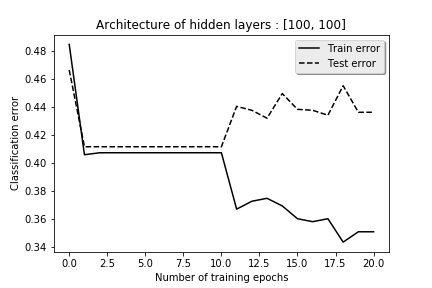 Architecture of hidden layers : [100, 100]
Train error
Test error
Classification error
0.48
0.46
0.44
0.42
0.40
0.38
0.36
0.34
0.0 2.5 5.0 7.5 10.0 12.5 15.0 17.5 20.0
Number of training epochs